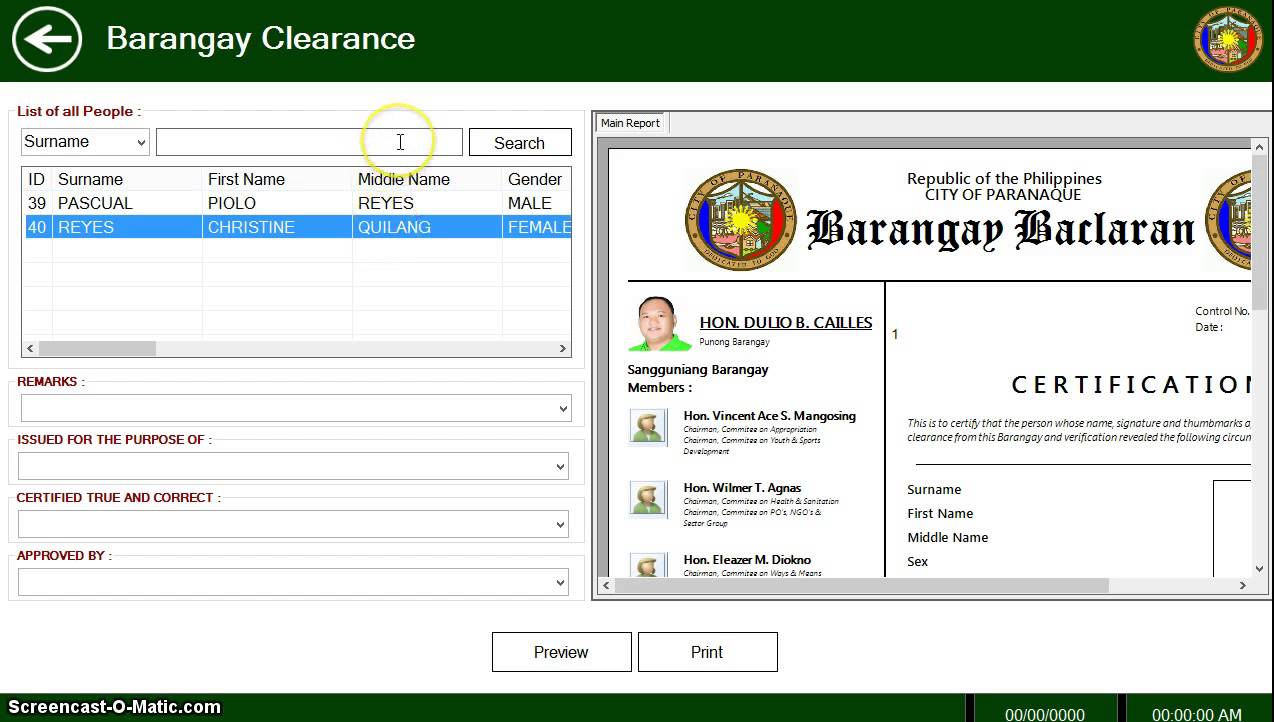 Barangay Clearance
List of all People :
Surname
Search
ID Surname First Name Middle Name Gender
39 PASCUAL PIOLO REYES MALE
40 REYES CHRISTINE QUILANG FEMALE
REMARKS :
ISSUED FOR THE PURPOSE OF :
CERTIFIED TRUE AND CORRECT :
APPROVED BY :
Main Report
CITY OF PARANAQUE
DEDICATED TO GOD
Republic of the Philippines
CITY OF PARANAQUE
Barangay Baclaran
HON. DULIO B. CAILLES
Punong Barangay
Sangguniang Barangay
Members :
Hon. Vincent Ace S. Mangosing
Chairman, Commitee on Appropriation
Chairman, Commitee on Youth & Sports
Development
Hon. Wilmer T. Agnas
Chairman, Commitee on Health & Sanitation
Chairman, Commitee on PO's, NGO's &
Sector Group
Hon. Eleazer M. Diokno
Chairman, Commitee on Ways & Means
1
Control No.
Date :
CERTIFICATION
This is to certify that the person whose name, signature and thumbmarks a
clearance from this Barangay and verification revealed the following circum
Surname
First Name
Middle Name
Sex
Preview
Print
Screencast-O-Matic.com
00/00/0000
00:00:00 AM